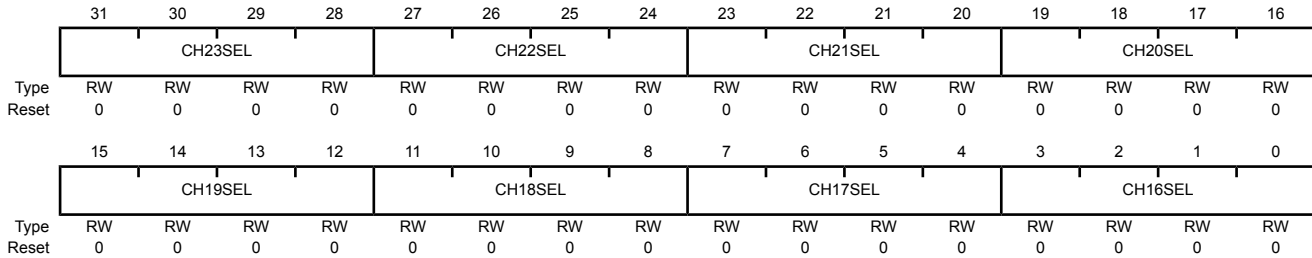 31 30 29 28 27 26 25 24 23 22 21 20 19 18 17 16
CH23SEL CH22SEL CH21SEL CH20SEL
Type RW RW RW RW RW RW RW RW RW RW RW RW RW RW RW RW
Reset 0 0 0 0 0 0 0 0 0 0 0 0 0 0 0 0
15 14 13 12 11 10 9 8 7 6 5 4 3 2 1 0
CH19SEL CH18SEL CH17SEL CH16SEL
Type RW RW RW RW RW RW RW RW RW RW RW RW RW RW RW RW
Reset 0 0 0 0 0 0 0 0 0 0 0 0 0 0 0 0